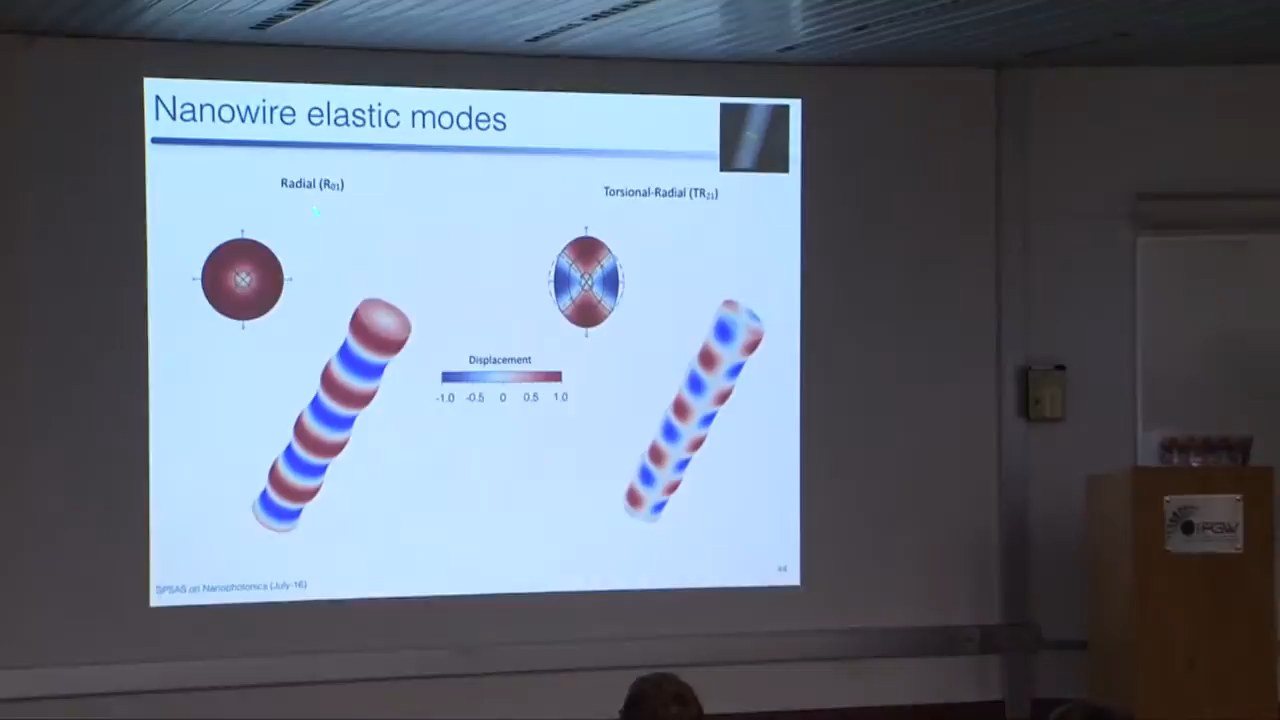 Nanowire elastic modes
Radial (R₀₁)
Torsional-Radial (TR₂₁)
Displacement
-1.0 -0.5 0 0.5 1.0
SPSAS on Nanophotonics (July-16)
IFGW